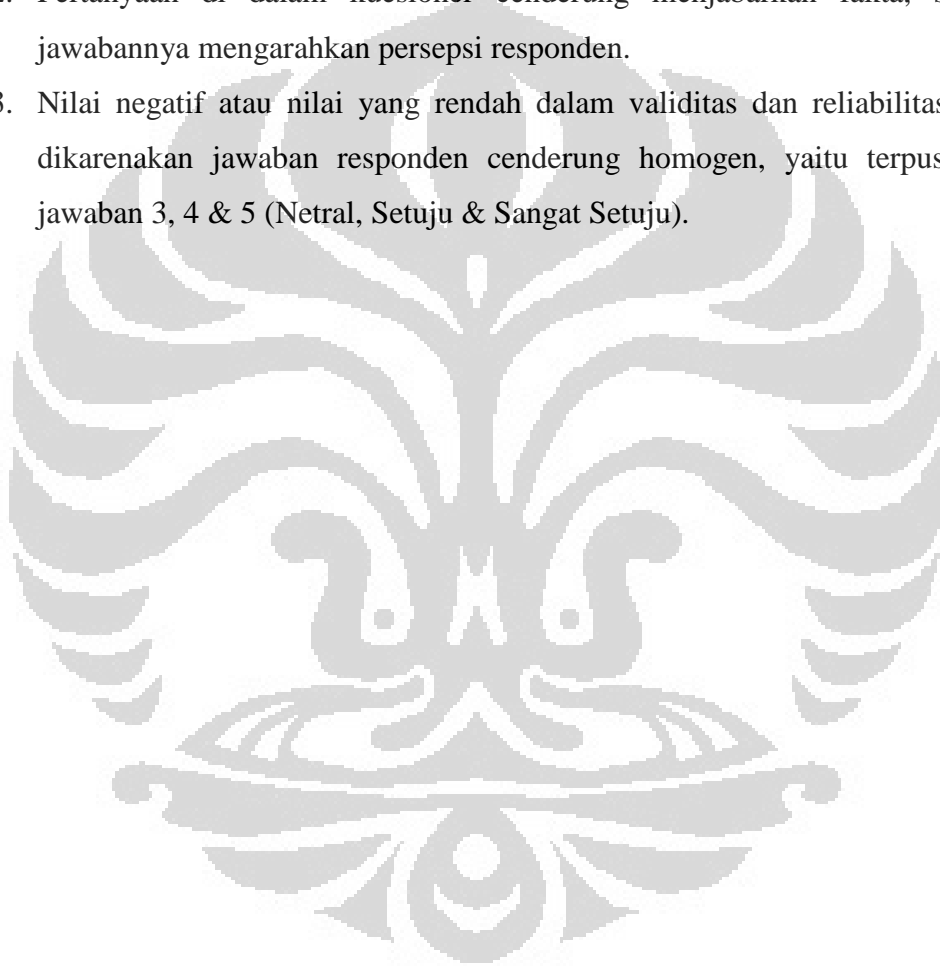 Pertanyaan di dalam kuesioner cenderung menjabarkan fakta,
jawabannya mengarahkan persepsi responden.
3. Nilai negatif atau nilai yang rendah dalam validitas dan reliabilitas
dikarenakan jawaban responden cenderung homogen, yaitu
jawaban 3, 4 & 5 (Netral, Setuju & Sangat Setuju).